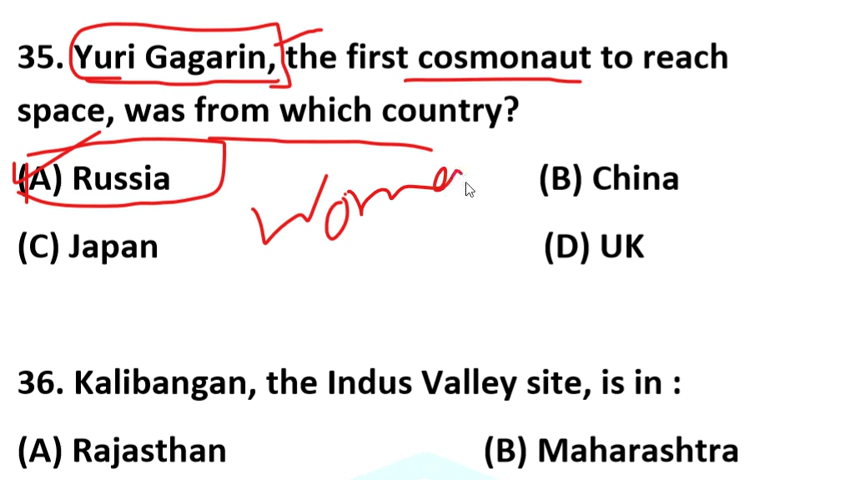 35. Yuri Gagarin, the first cosmonaut to reach
space, was from which country?
(A) Russia (B) China
Woma
(C) Japan (D) UK
36. Kalibangan, the Indus Valley site, is in :
(A) Rajasthan (B) Maharashtra